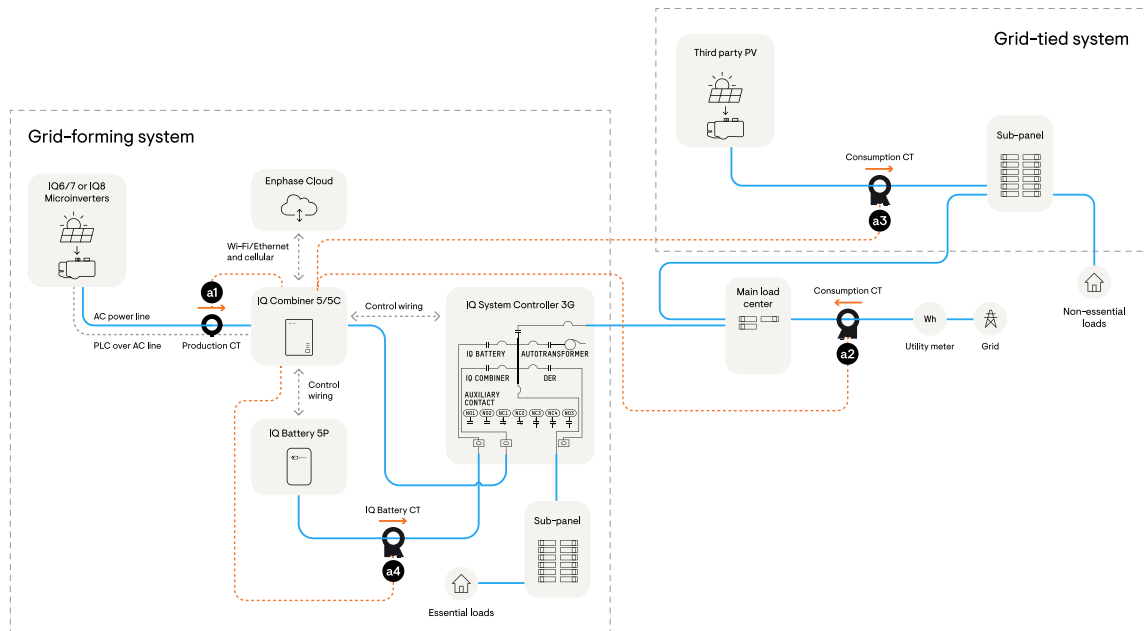 Grid-tied system
Third party PV
Sub-panel
Consumption CT
a3
Non-essential
loads
Grid-forming system
IQ6/7 or IQ8
Microinverters
Enphase Cloud
Wi-Fi/Ethernet
and cellular
a1
AC power line
PLC over AC line
Production CT
IQ Combiner 5/5C
Control wiring
IQ System Controller 3G
IQ BATTERY
AUTOTRANSFORMER
IQ COMBINER
DER
AUXILIARY
CONTACT
NO1 NO2 NC1 NC2 NC3 NC4 NO3
Main load
center
Consumption CT
a2
Wh
Utility meter
Grid
Control
wiring
IQ Battery 5P
IQ Battery CT
a4
Sub-panel
Essential loads